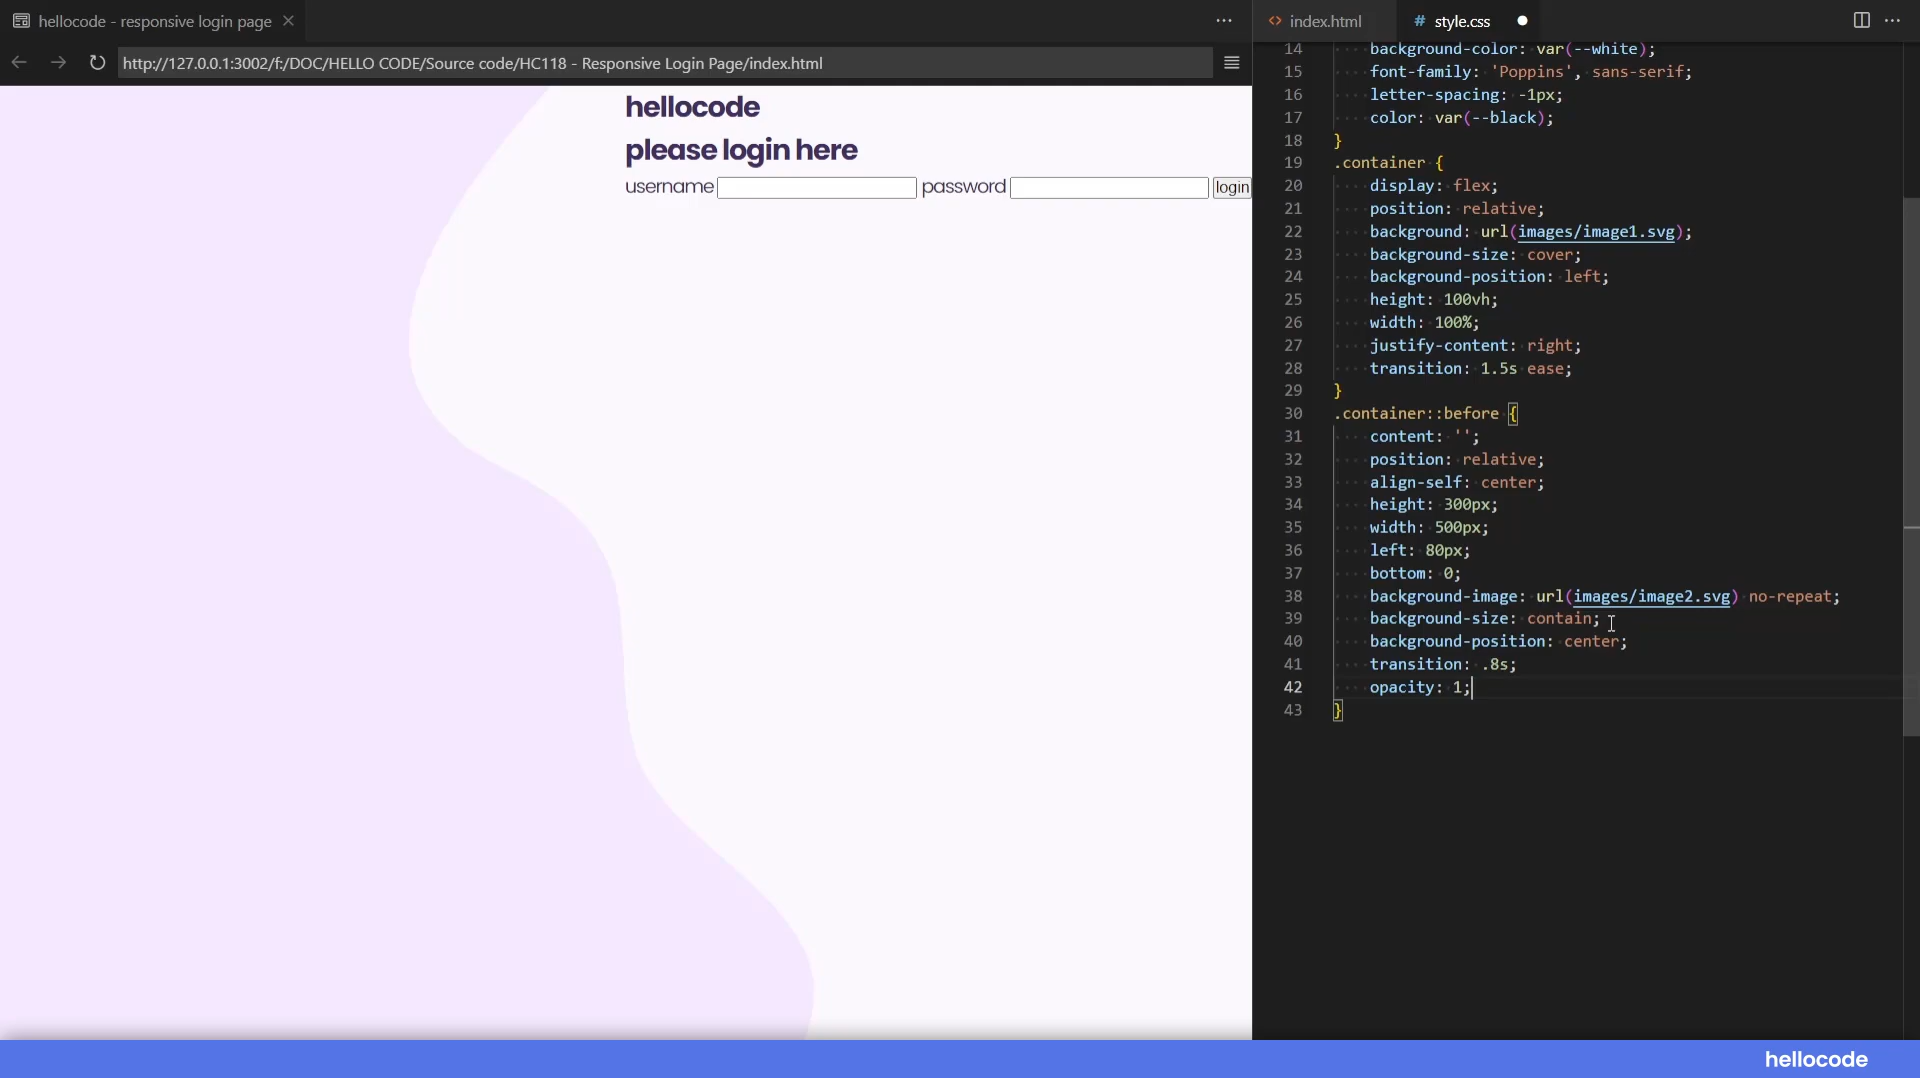 hellocode - responsive login page
index.html
# style.css
http://127.0.0.1:3002/f:/DOC/HELLO CODE/Source code/HC118 - Responsive Login Page/index.html
hellocode
please login here
username password login
14 background-color: var(--white);
15 font-family: 'Poppins', sans-serif;
16 letter-spacing: -1px;
17 color: var(--black);
18 }
19 .container {
20 display: flex;
21 position: relative;
22 background: url(images/image1.svg);
23 background-size: cover;
24 background-position: left;
25 height: 100vh;
26 width: 100%;
27 justify-content: right;
28 transition: 1.5s ease;
29 }
30 .container::before {
31 content: '';
32 position: relative;
33 align-self: center;
34 height: 300px;
35 width: 500px;
36 left: 80px;
37 bottom: 0;
38 background-image: url(images/image2.svg) no-repeat;
39 background-size: contain;
40 background-position: center;
41 transition: .8s;
42 opacity: 1;
43 }
hellocode